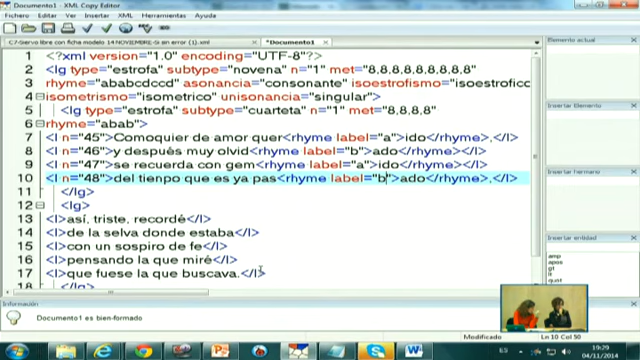 Documento1 - XML Copy Editor
Fichero Editar Ver Insertar XML Herramientas Ayuda
C7-Siervo libre con ficha modelo 14 NOVIEMBRE-Si an error (1).xml *Documento1
1 <?xml version="1.0" encoding="UTF-8"?>
2 <lg type="estrofa" subtype="novena" n="1" met="8,8,8,8,8,8,8,8,8"
3 rhyme="ababcdccd" asonancia="consonante" isoestrofismo="isoestrofico
4 isometrismo="isometrico" unisonancia="singular">
5 <lg type="estrofa" subtype="cuarteta" n="1" met="8,8,8,8"
6 rhyme="abab">
7 <l n="45">Comoquier de amor quer<rhyme label="a">ido</rhyme>,</l>
8 <l n="46">y después muy olvid<rhyme label="b">ado</rhyme></l>
9 <l n="47">se recuerda con gem<rhyme label="a">ido</rhyme></l>
10 <l n="48">del tienpo que es ya pas<rhyme label="b">ado</rhyme>,</l>
11 </lg>
12 <lg>
13 <l>así, triste, recordé</l>
14 <l>de la selva donde estaba</l>
15 <l>con un sospiro de fe</l>
16 <l>pensando la que miré</l>
17 <l>que fuese la que buscava.</l>
18 </lg>
Elemento actual
Insertar Elemento
Insertar hermano
Insertar entidad
amp
apos
gt
lt
quot
Información
Documento1 es bien-formado
Modificado
Ln 10 Col 50
ES
19:29
04/11/2014